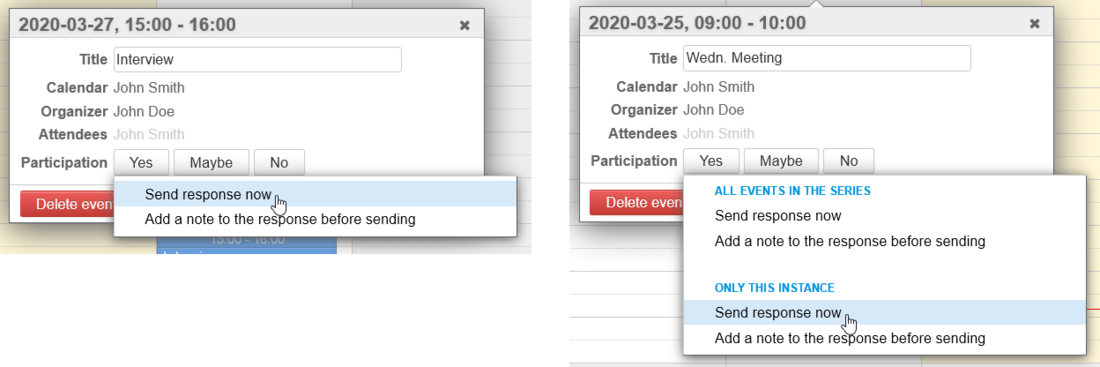 2020-03-27, 15:00 - 16:00 ✖
Title Interview
Calendar John Smith
Organizer John Doe
Attendees John Smith
Participation Yes Maybe No
Delete even
Send response now
Add a note to the response before sending
15:00 - 16:00
2020-03-25, 09:00 - 10:00 ✖
Title Wedn. Meeting
Calendar John Smith
Organizer John Doe
Attendees John Smith
Participation Yes Maybe No
Delete even
ALL EVENTS IN THE SERIES
Send response now
Add a note to the response before sending
ONLY THIS INSTANCE
Send response now
Add a note to the response before sending